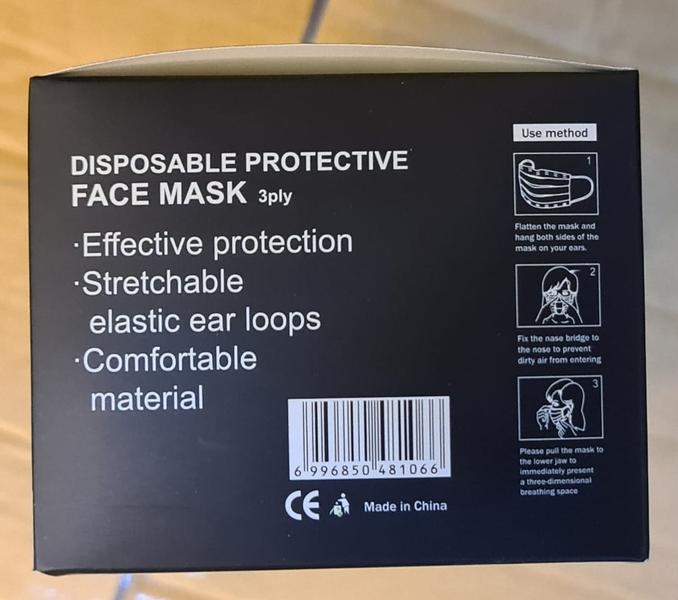 DISPOSABLE PROTECTIVE
FACE MASK 3ply
·Effective protection
·Stretchable
elastic ear loops
·Comfortable
material
6 996850 481066
CE
Made in China
Use method
1
Flatten the mask and
hang both sides of the
mask on your ears.
2
Fix the nase bridge to
the nose to prevent
dirty air from entering
3
Please pull the mask to
the lower jaw to
immediately present
a three-dimensional
breathing space